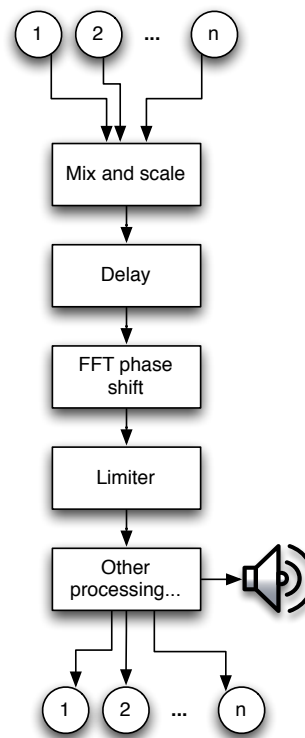 1 2 ... n
Mix and scale
Delay
FFT phase
shift
Limiter
Other
processing...
1 2 ... n